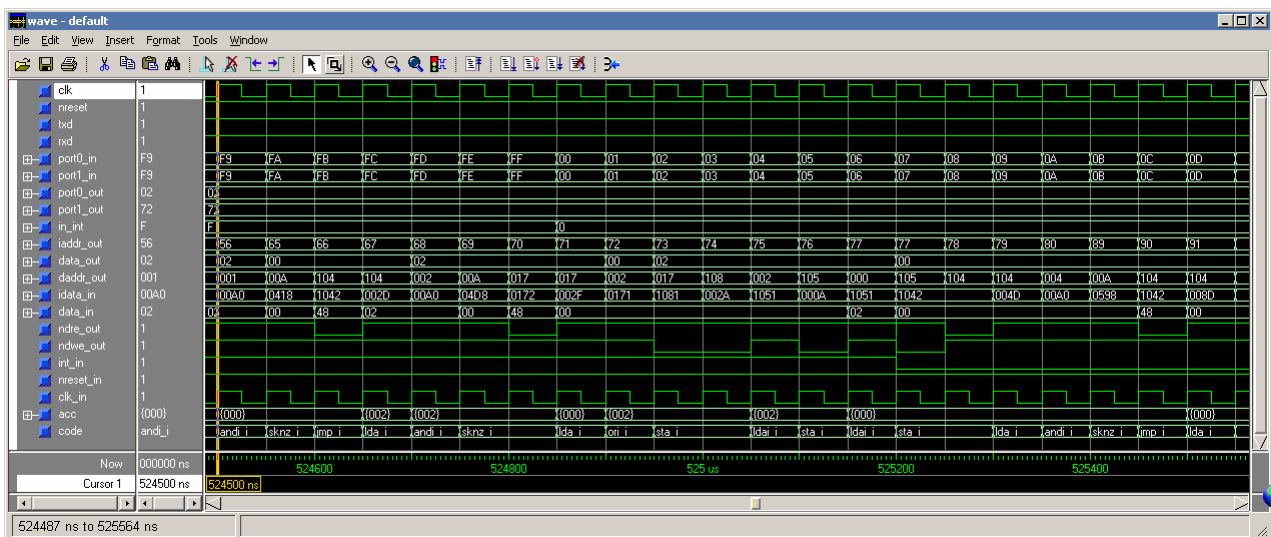 wave - default
File Edit View Insert Format Tools Window
clk 1
nreset 1
txd 1
rxd 1
port0_in F9 F9 FA FB FC FD FE FF 00 01 02 03 04 05 06 07 08 09 0A 0B 0C 0D
port1_in F9 F9 FA FB FC FD FE FF 00 01 02 03 04 05 06 07 08 09 0A 0B 0C 0D
port0_out 02 02
port1_out 72 72
in_int F F 0
iaddr_out 56 56 65 66 67 68 69 70 71 72 73 74 75 76 77 77 78 79 80 89 90 91
data_out 02 02 00 02 00 02 00
daddr_out 001 001 00A 104 104 002 00A 017 017 002 017 108 002 105 000 105 104 104 004 00A 104 104
idata_in 00A0 00A0 0418 1042 002D 00A0 04D8 0172 002F 0171 1081 002A 1051 000A 1051 1042 004D 00A0 0598 1042 008D
data_in 02 02 00 48 02 00 48 00 02 00 48 00
ndre_out 1
ndwe_out 1
int_in 1
nreset_in 1
clk_in 1
acc {000} {000} {002} {002} {000} {002} {002} {000} {000}
code andi_i andi_i sknz_i jmp_i lda_i andi_i sknz_i lda_i ori_i sta_i ldai_i sta_i ldai_i sta_i lda_i andi_i sknz_i jmp_i lda_i
Now 000000 ns 524600 524800 525 us 525200 525400
Cursor 1 524500 ns 524500 ns
524487 ns to 525564 ns